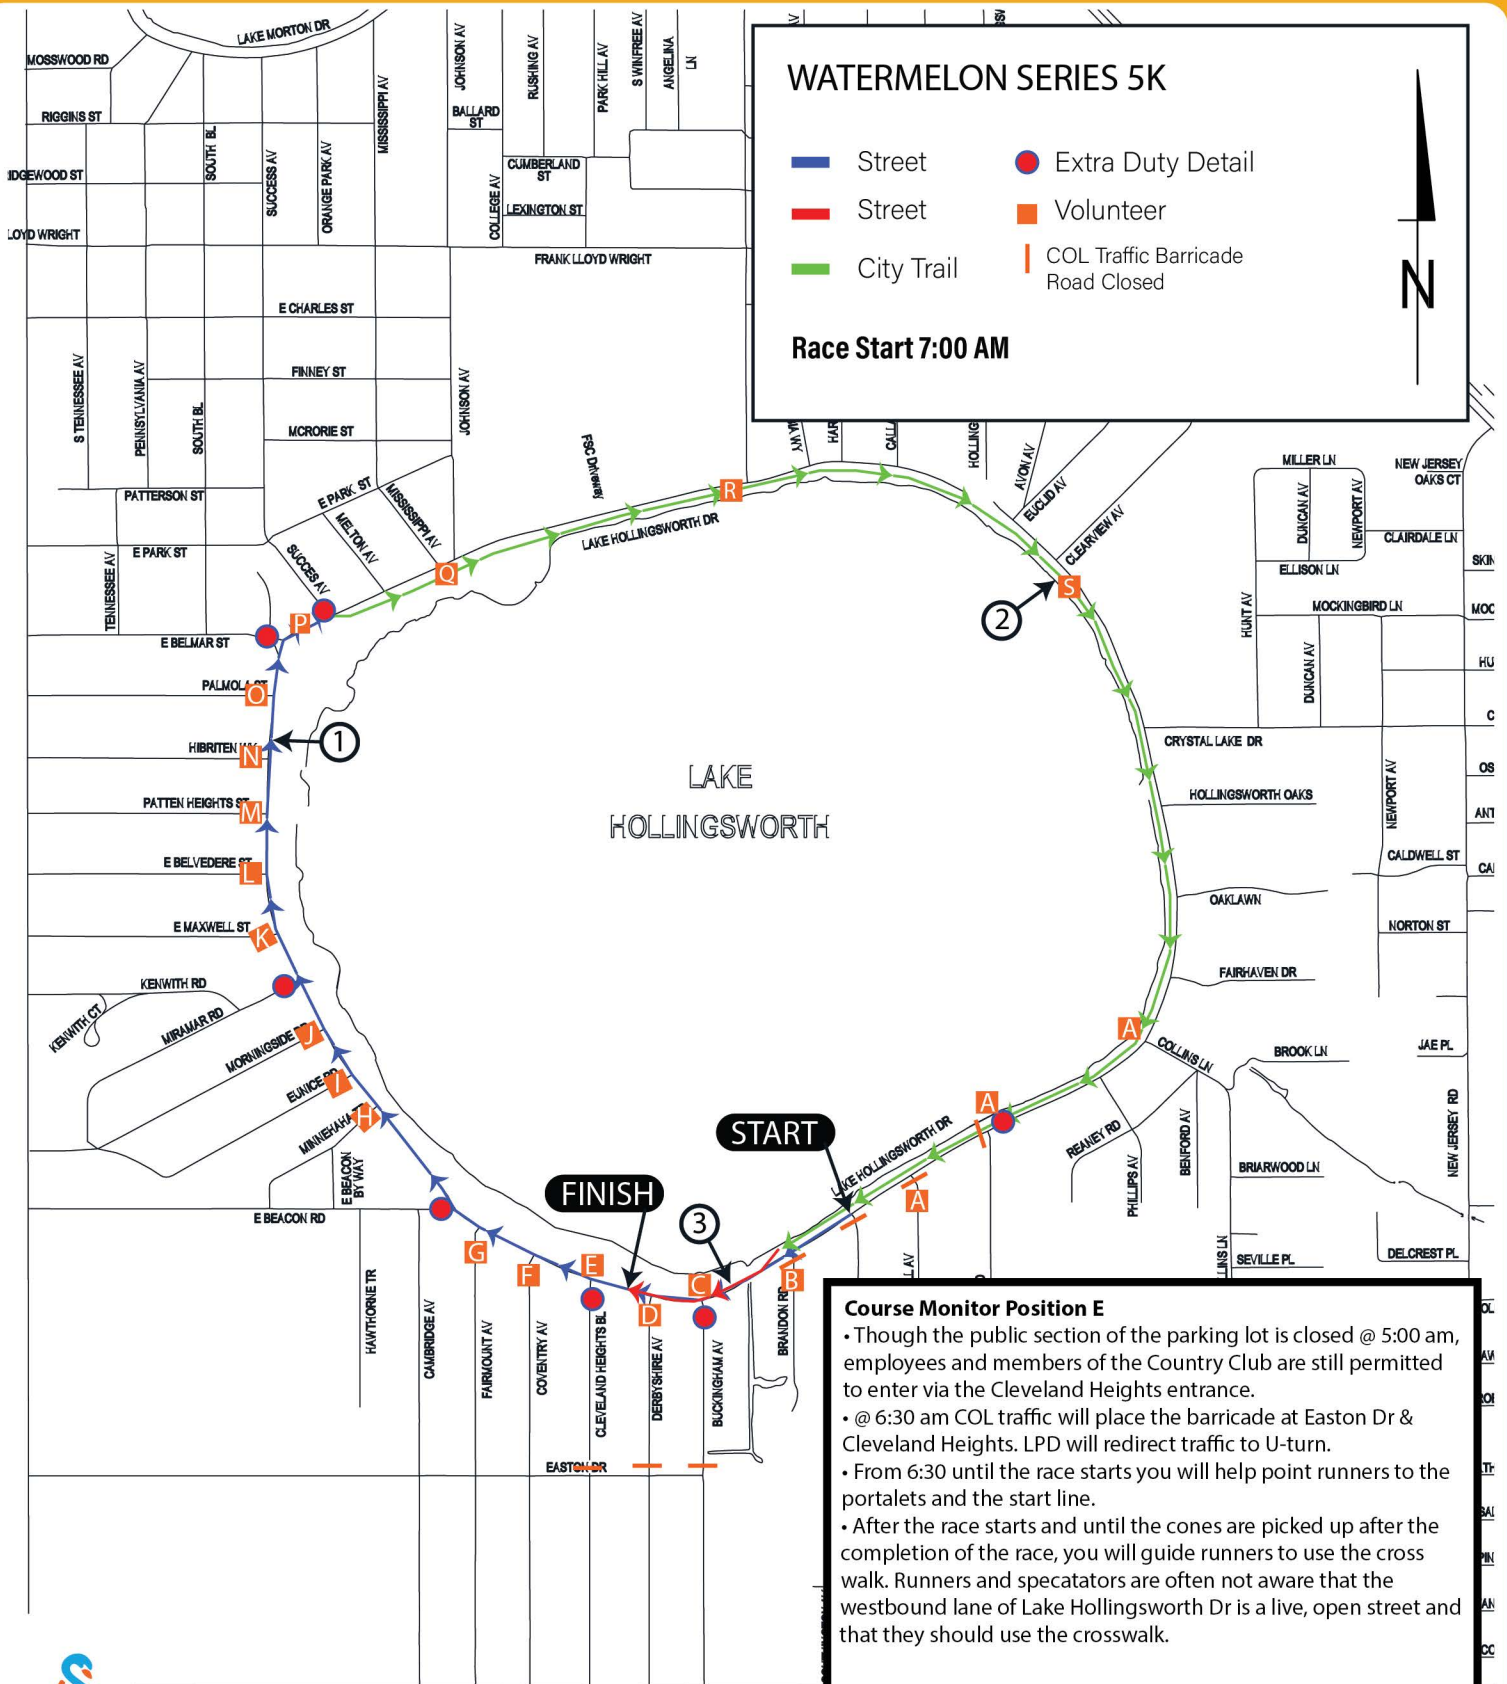 LAKE MORTON DR
MOSSWOOD RD
RIGGINS ST
LOYD WRIGHT
SOUTH BL
SUCCESS AV
ORANGE PARK AV
MISSISSIPPI AV
JOHNSON AV
BALLARD
ST
RUSHING AV
PARK HILL AV
S WINFREE AV
ANGELINA
LN
CUMBERLAND
ST
COLLEGE AV
LEXINGTON ST
FRANK LLOYD WRIGHT
WATERMELON SERIES 5K
Street
Extra Duty Detail
Street
Volunteer
City Trail
COL Traffic Barricade
Road Closed
Race Start 7:00 AM
N
E CHARLES ST
FINNEY ST
MCRORIE ST
S TENNESSEE AV
PENNSYLVANIA AV
SOUTH BL
JOHNSON AV
PATTERSON ST
E PARK ST
MISSISSIPPI AV
MELTON AV
SUCCES AV
E PARK ST
TENNESSEE AV
FSC Driveway
LAKE HOLLINGSWORTH DR
R
Q
P
AVON AV
EUCLID AV
CLEARVIEW AV
S
2
MILLER LN
NEW JERSEY
OAKS CT
DUNCAN AV
NEWPORT AV
CLAIRDALE LN
ELLISON LN
HUNT AV
MOCKINGBIRD LN
DUNCAN AV
E BELMAR ST
O
HIBRITEN
N
1
PATTEN HEIGHTS ST
M
E BELVEDERE ST
L
E MAXWELL ST
K
LAKE
HOLLINGSWORTH
CRYSTAL LAKE DR
HOLLINGSWORTH OAKS
NEWPORT AV
CALDWELL ST
OAKLAWN
NORTON ST
FAIRHAVEN DR
KENWITH RD
KENWITH CT
MIRAMAR RD
MORNINGSIDE
J
EUNICE RD
I
MINNEHAHA
H
E BEACON
BY WAY
E BEACON RD
A
COLLINS LN
BROOK LN
JAE PL
A
REANEY RD
BENFORD AV
PHILLIPS AV
BRIARWOOD LN
NEW JERSEY RD
SEVILLE PL
DELCREST PL
LAKE HOLLINGSWORTH DR
A
START
FINISH
3
G
F
E
D
C
B
HAWTHORNE TR
CAMBRIDGE AV
FAIRMOUNT AV
COVENTRY AV
CLEVELAND HEIGHTS BL
DERBYSHIRE AV
BUCKINGHAM AV
BRANDON RD
EASTON DR
Course Monitor Position E
• Though the public section of the parking lot is closed @ 5:00 am,
employees and members of the Country Club are still permitted
to enter via the Cleveland Heights entrance.
• @ 6:30 am COL traffic will place the barricade at Easton Dr &
Cleveland Heights. LPD will redirect traffic to U-turn.
• From 6:30 until the race starts you will help point runners to the
portalets and the start line.
• After the race starts and until the cones are picked up after the
completion of the race, you will guide runners to use the cross
walk. Runners and specatators are often not aware that the
westbound lane of Lake Hollingsworth Dr is a live, open street and
that they should use the crosswalk.